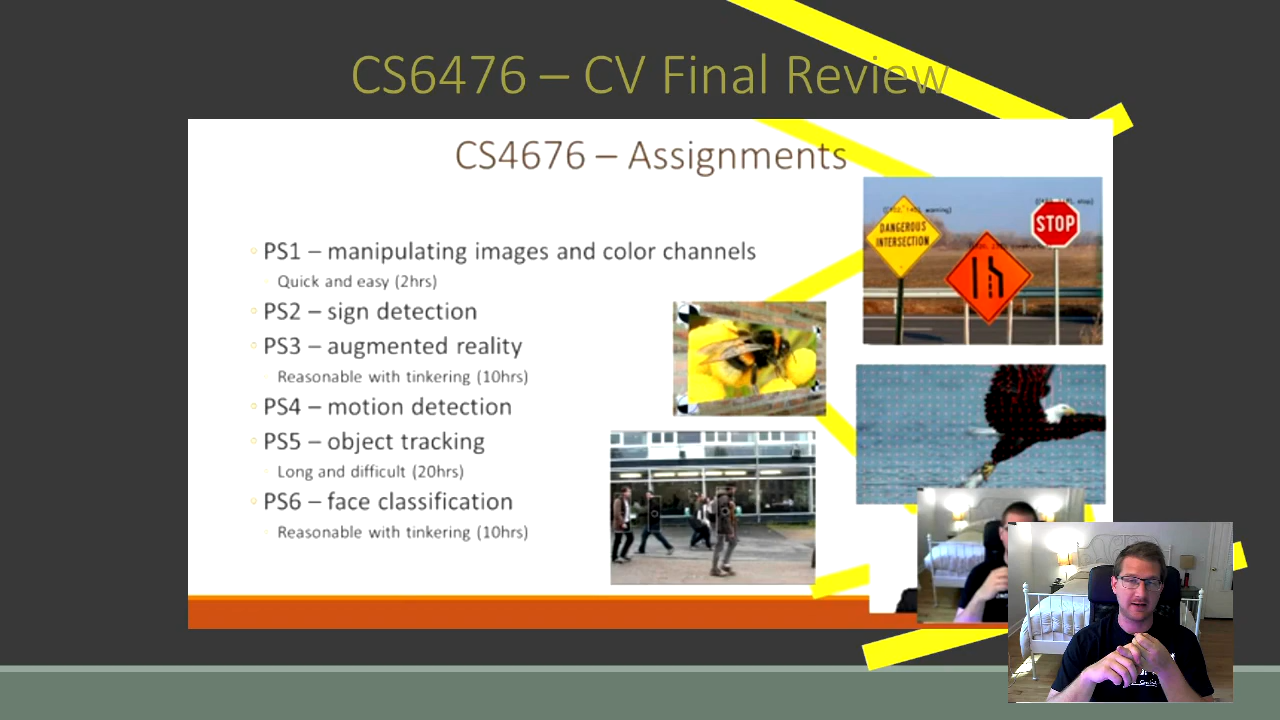 CS6476 – CV Final Review
CS4676 – Assignments
PS1 – manipulating images and color channels
Quick and easy (2hrs)
PS2 – sign detection
PS3 – augmented reality
Reasonable with tinkering (10hrs)
PS4 – motion detection
PS5 – object tracking
Long and difficult (20hrs)
PS6 – face classification
Reasonable with tinkering (10hrs)
DANGEROUS
INTERSECTION
STOP